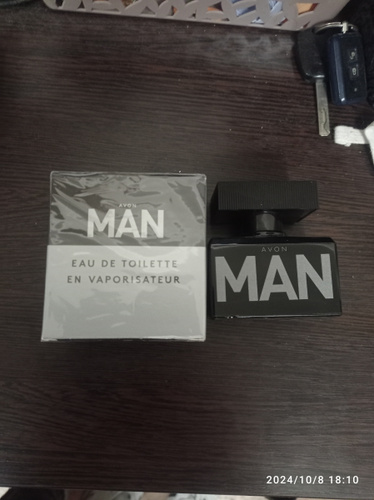 AVON
MAN
EAU DE TOILETTE
EN VAPORISATEUR
AVON
MAN
2024/10/8 18:10